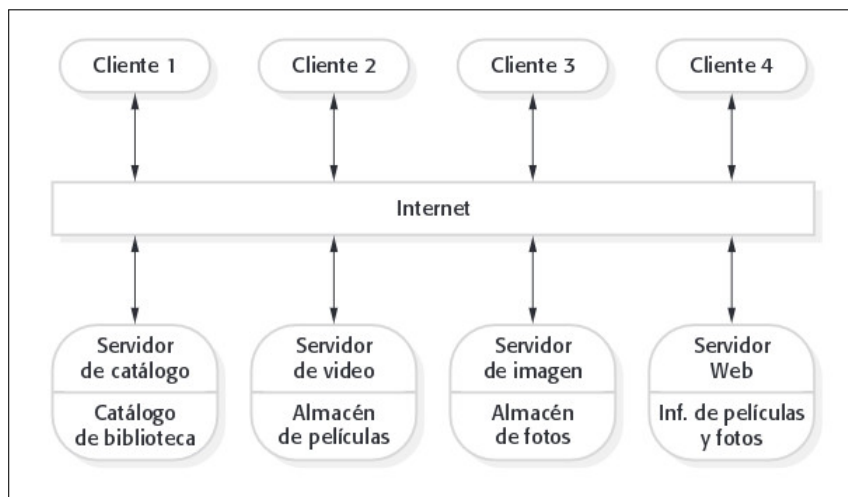 Cliente 1
Cliente 2
Cliente 3
Cliente 4
Internet
Servidor
de catálogo
Catálogo
de biblioteca
Servidor
de video
Almacén
de películas
Servidor
de imagen
Almacén
de fotos
Servidor
Web
Inf. de películas
y fotos